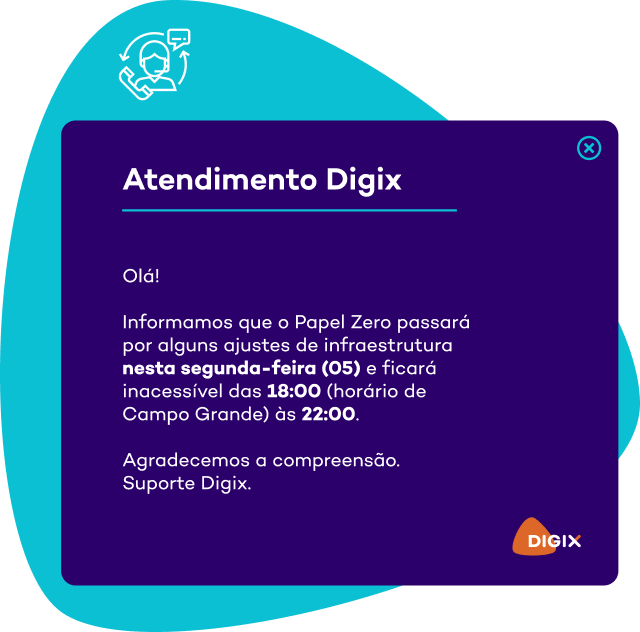 Atendimento Digix
Olá!
Informamos que o Papel Zero passará
por alguns ajustes de infraestrutura
nesta segunda-feira (05) e ficará
inacessível das 18:00 (horário de
Campo Grande) às 22:00.
Agradecemos a compreensão.
Suporte Digix.
DIGIX